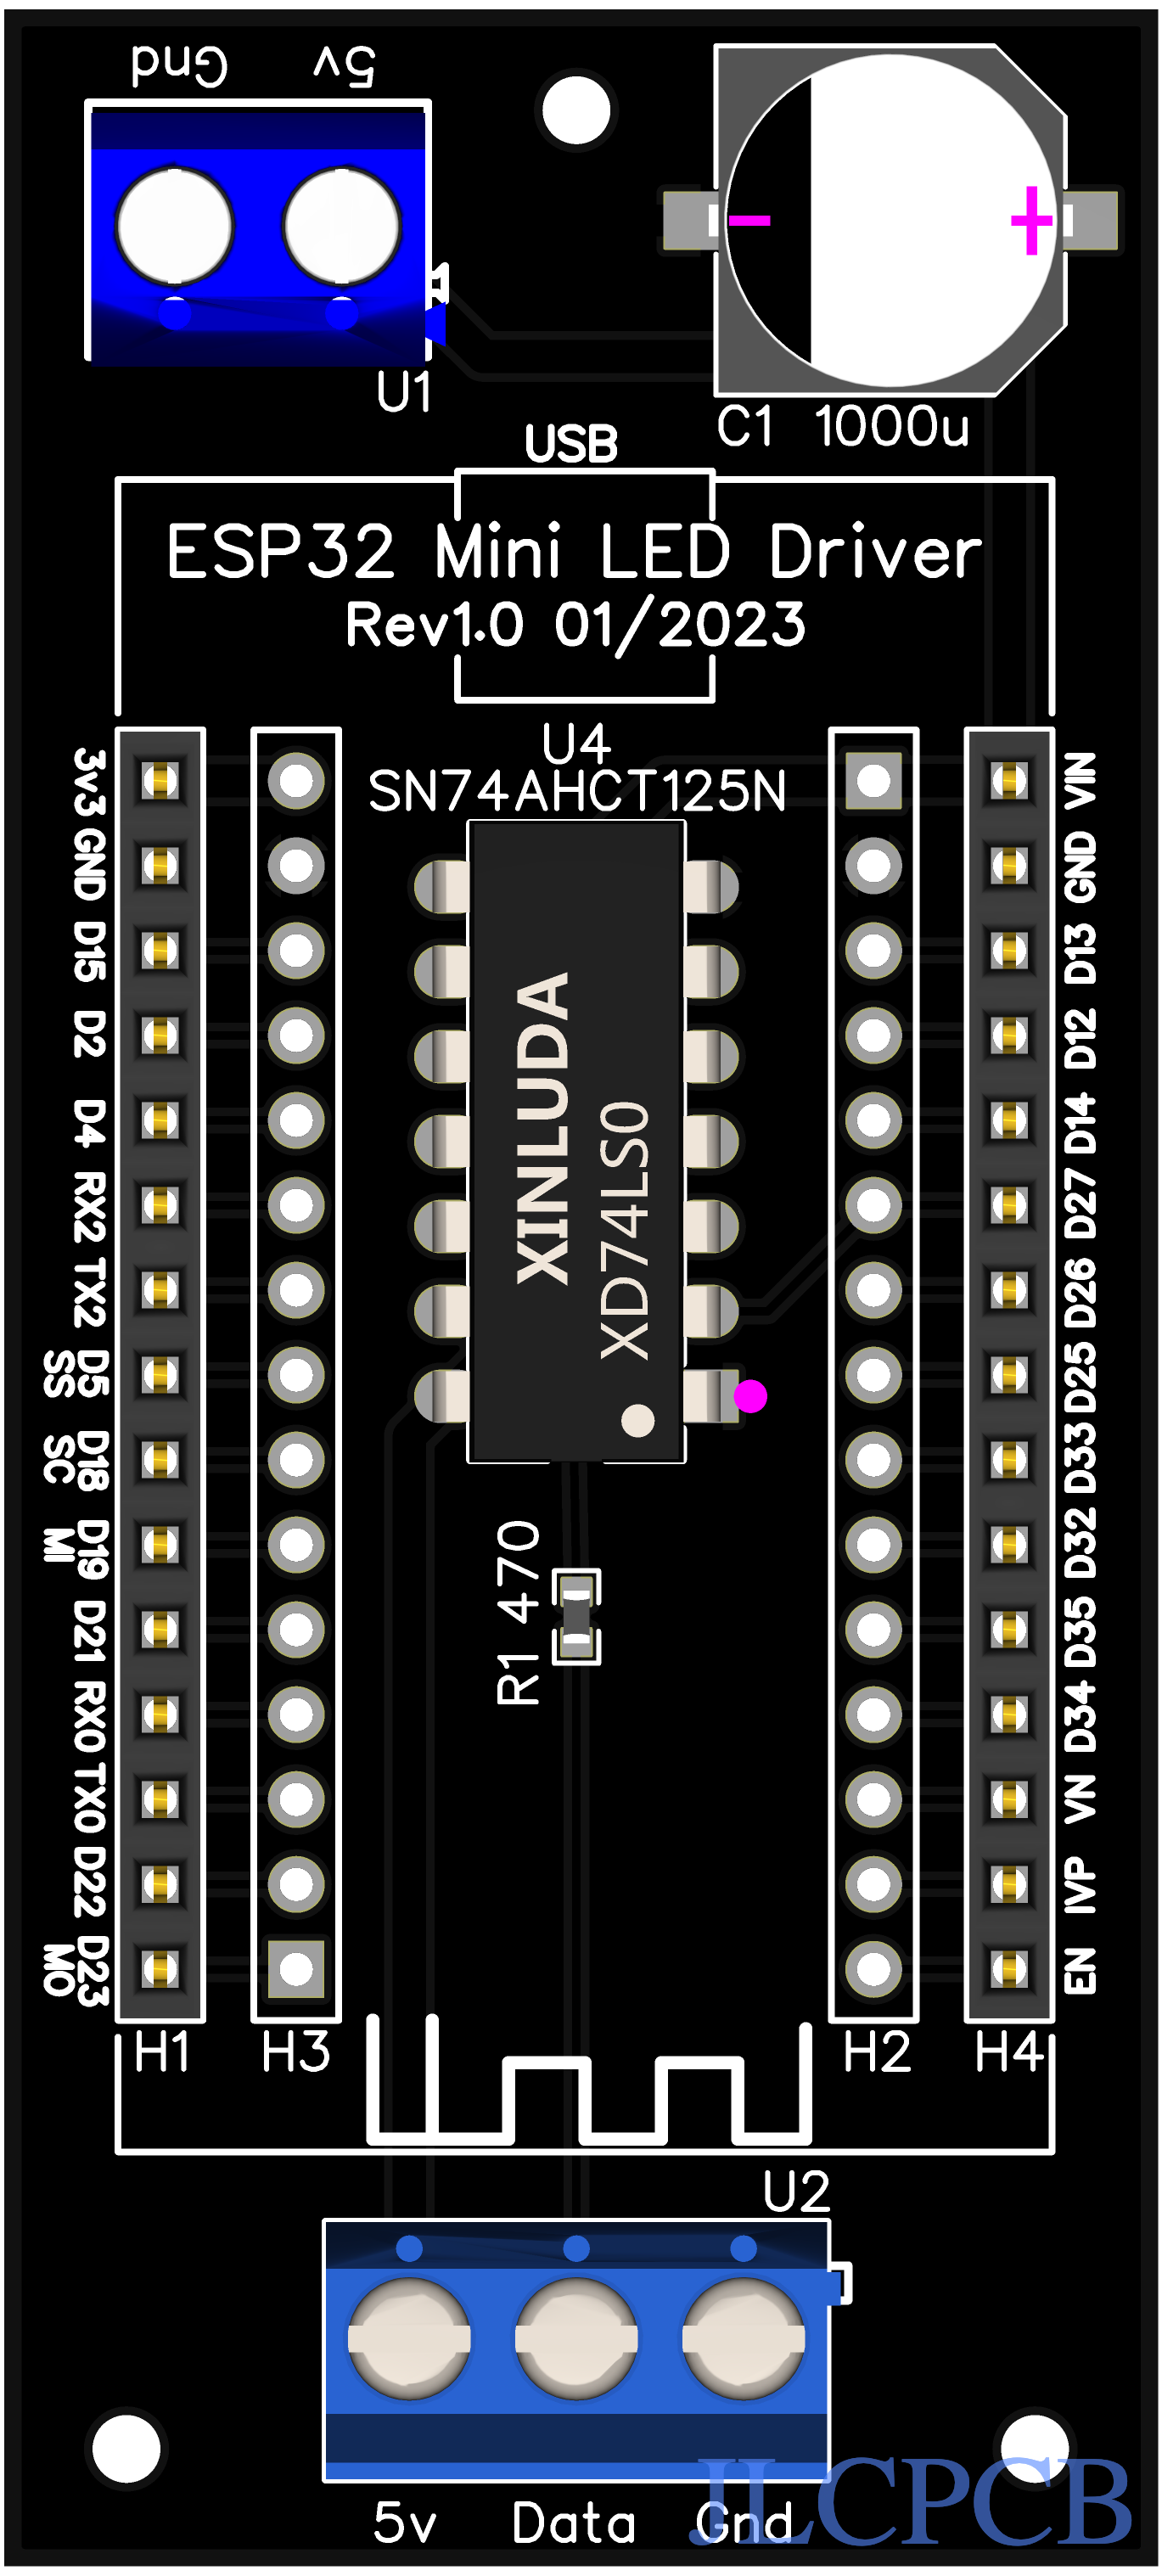 Gnd 5v
U1
C1 1000u
USB
ESP32 Mini LED Driver
Rev1.0 01/2023
U4
SN74AHCT125N
3v3
GND
D15
D2
D4
RX2
TX2
D5
SS
D18
SC
D19
MI
D21
RX0
TX0
D22
D23
MO
XINLUDA
XD74LS0
R1 470
VIN
GND
D13
D12
D14
D27
D26
D25
D33
D32
D35
D34
VN
IVP
EN
H1 H3 H2 H4
U2
5v Data Gnd
JLCPCB